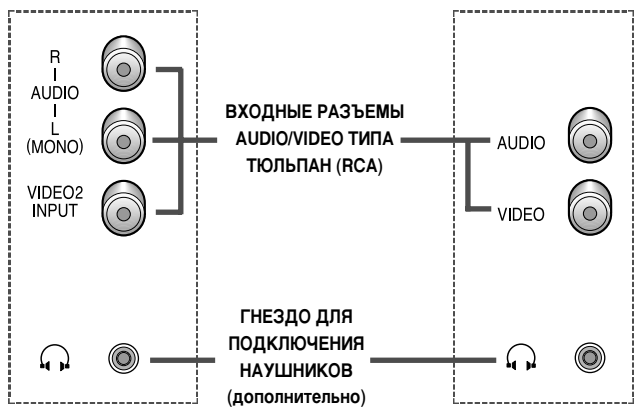 R
AUDIO
L
(MONO)
VIDEO2
INPUT
ВХОДНЫЕ РАЗЪЕМЫ
AUDIO/VIDEO ТИПА
ТЮЛЬПАН (RCA)
AUDIO
VIDEO
ГНЕЗДО ДЛЯ
ПОДКЛЮЧЕНИЯ
НАУШНИКОВ
(дополнительно)